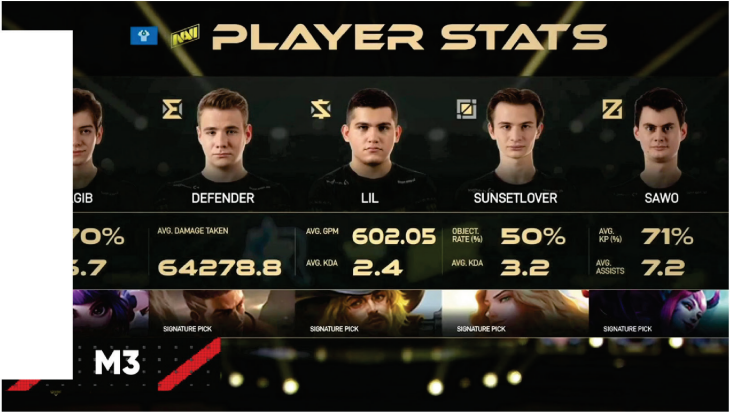 NAVI PLAYER STATS
GIB DEFENDER LIL SUNSETLOVER SAWO
70% AVG. DAMAGE TAKEN AVG. GPM 602.05 OBJECT. RATE (%) 50% AVG. KP (%) 71%
.7 64278.8 AVG. KDA 2.4 AVG. KDA 3.2 AVG. ASSISTS 7.2
SIGNATURE PICK SIGNATURE PICK SIGNATURE PICK SIGNATURE PICK
M3